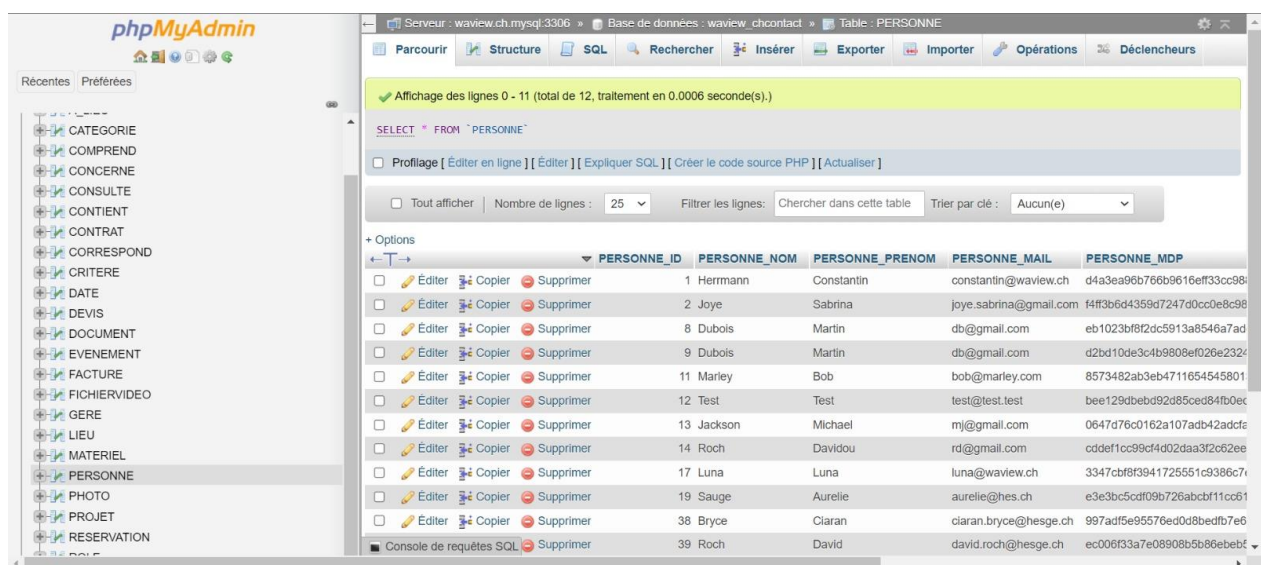 phpMyAdmin
Récentes Préférées
CATEGORIE
COMPREND
CONCERNE
CONSULTE
CONTIENT
CONTRAT
CORRESPOND
CRITERE
DATE
DEVIS
DOCUMENT
EVENEMENT
FACTURE
FICHIERVIDEO
GERE
LIEU
MATERIEL
PERSONNE
PHOTO
PROJET
RESERVATION
Serveur : waview.ch.mysql:3306 » Base de données : waview_chcontact » Table : PERSONNE
Parcourir Structure SQL Rechercher Insérer Exporter Importer Opérations Déclencheurs
Affichage des lignes 0 - 11 (total de 12, traitement en 0.0006 seconde(s).)
SELECT * FROM `PERSONNE`
Profilage [ Éditer en ligne ] [ Éditer ] [ Expliquer SQL ] [ Créer le code source PHP ] [ Actualiser ]
Tout afficher | Nombre de lignes : 25 Filtrer les lignes: Chercher dans cette table Trier par clé : Aucun(e)
+ Options
←T→ PERSONNE_ID PERSONNE_NOM PERSONNE_PRENOM PERSONNE_MAIL PERSONNE_MDP
Éditer Copier Supprimer 1 Herrmann Constantin constantin@waview.ch d4a3ea96b766b9616eff33cc98
Éditer Copier Supprimer 2 Joye Sabrina joye.sabrina@gmail.com f4ff3b6d4359d7247d0cc0e8c98
Éditer Copier Supprimer 8 Dubois Martin db@gmail.com eb1023bf8f2dc5913a8546a7ad
Éditer Copier Supprimer 9 Dubois Martin db@gmail.com d2bd10de3c4b9808ef026e2324
Éditer Copier Supprimer 11 Marley Bob bob@marley.com 8573482ab3eb4711654545801
Éditer Copier Supprimer 12 Test Test test@test.test bee129dbebd92d85ced84fb0ec
Éditer Copier Supprimer 13 Jackson Michael mj@gmail.com 0647d76c0162a107adb42adcfa
Éditer Copier Supprimer 14 Roch Davidou rd@gmail.com cddef1cc99cf4d02daa3f2c62ee
Éditer Copier Supprimer 17 Luna Luna luna@waview.ch 3347cbf8f3941725551c9386c7
Éditer Copier Supprimer 19 Sauge Aurelie aurelie@hes.ch e3e3bc5cdf09b726abcbf11cc61
Éditer Copier Supprimer 38 Bryce Ciaran ciaran.bryce@hesge.ch 997adf5e95576ed0d8bedfb7e6
Console de requêtes SQL Supprimer 39 Roch David david.roch@hesge.ch ec006f33a7e08908b5b86ebeb5